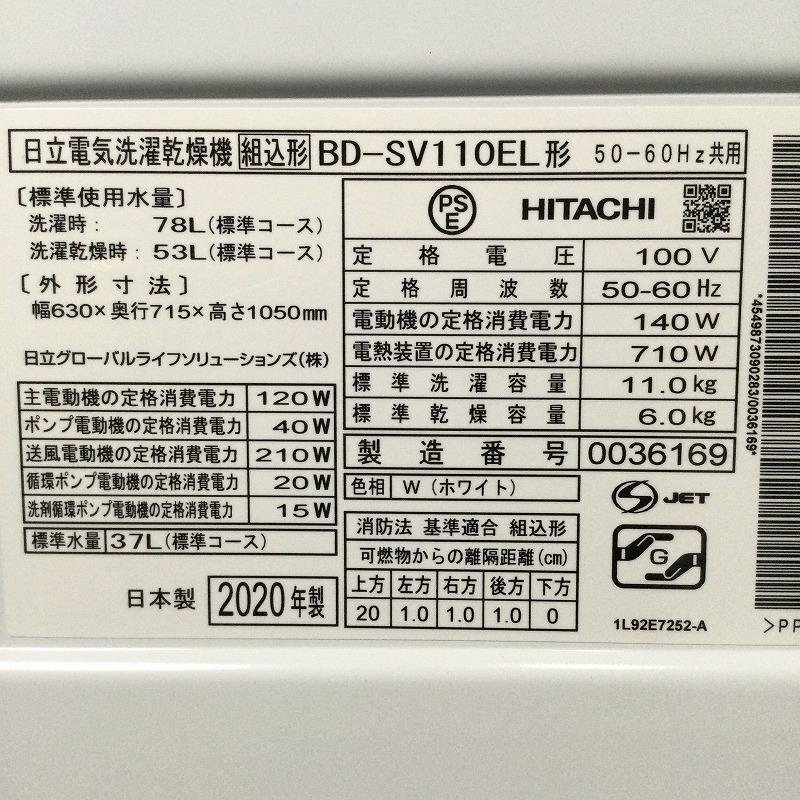 日立電気洗濯乾燥機 組込形 BD-SV110EL形 50-60Hz共用
〔標準使用水量〕
洗濯時： 78L(標準コース)
洗濯乾燥時：53L(標準コース)
〔外形寸法〕
幅630×奥行715×高さ1050mm
日立グローバルライフソリューションズ(株)
主電動機の定格消費電力 120W
ポンプ電動機の定格消費電力 40W
送風電動機の定格消費電力 210W
循環ポンプ電動機の定格消費電力 20W
洗剤循環ポンプ電動機の定格消費電力 15W
標準水量 37L(標準コース)
日本製 2020年製
PSE HITACHI
定格電圧 100V
定格周波数 50-60Hz
電動機の定格消費電力 140W
電熱装置の定格消費電力 710W
標準洗濯容量 11.0kg
標準乾燥容量 6.0kg
製造番号 0036169
色相 W(ホワイト)
消防法 基準適合 組込形
可燃物からの離隔距離(cm)
上方 左方 右方 後方 下方
20 1.0 1.0 1.0 0
S JET
G
1L92E7252-A
*4549873090283/0036169*
>PP